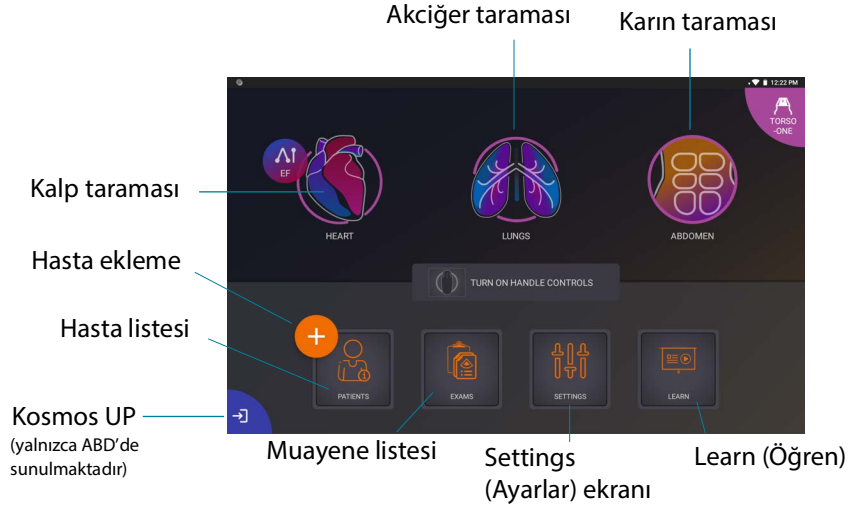 Akciğer taraması
Karın taraması
12:22 PM
TORSO
-ONE
EF
Kalp taraması
HEART
LUNGS
ABDOMEN
Hasta ekleme
TURN ON HANDLE CONTROLS
Hasta listesi
PATIENTS
EXAMS
SETTINGS
LEARN
Kosmos UP
(yalnızca ABD’de
sunulmaktadır)
Muayene listesi
Settings
(Ayarlar) ekranı
Learn (Öğren)